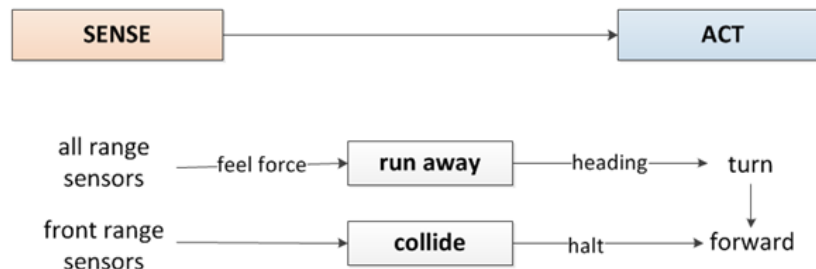 SENSE
ACT
all range
sensors
feel force
run away
heading
turn
front range
sensors
collide
halt
forward